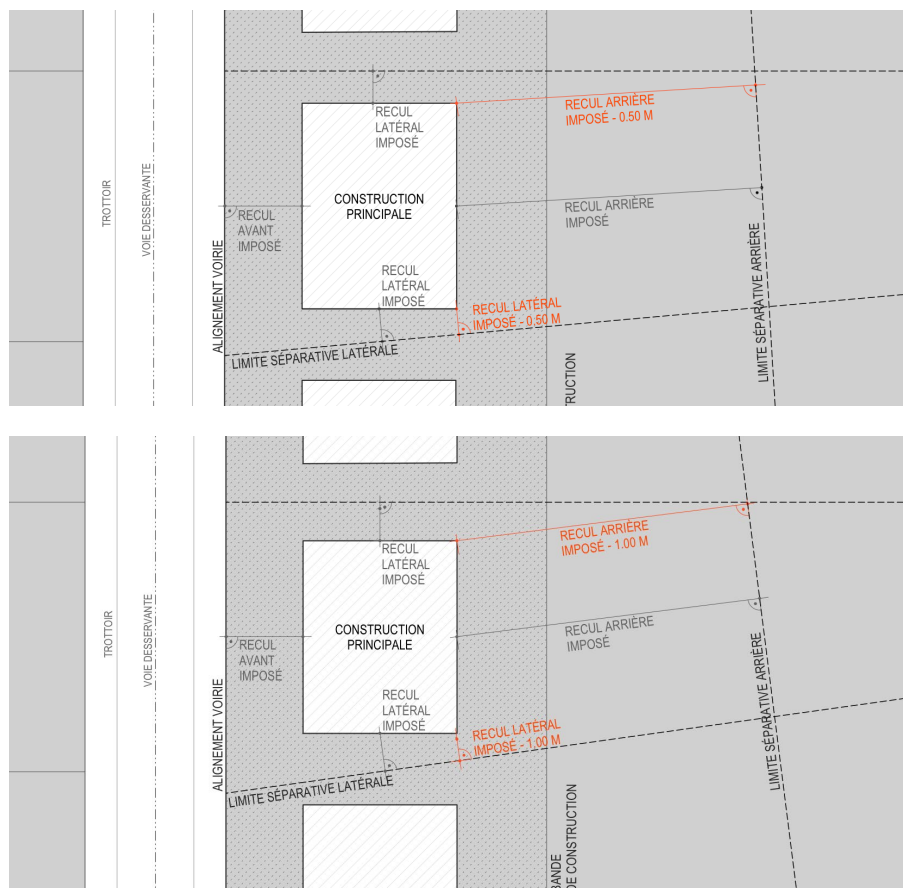 RECUL ARRIÈRE
IMPOSÉ - 0.50 M
RECUL
LATÉRAL
IMPOSÉ
TROTTOIR
VOIE DESSERVANTE
CONSTRUCTION
PRINCIPALE
RECUL
AVANT
IMPOSÉ
RECUL ARRIÈRE
IMPOSÉ
ALIGNEMENT VOIRIE
RECUL
LATÉRAL
IMPOSÉ
RECUL LATÉRAL
IMPOSÉ - 0.50 M
LIMITE SÉPARATIVE ARRIÈRE
LIMITE SÉPARATIVE LATÉRALE
TRUCTION
RECUL ARRIÈRE
IMPOSÉ - 1.00 M
RECUL
LATÉRAL
IMPOSÉ
TROTTOIR
VOIE DESSERVANTE
CONSTRUCTION
PRINCIPALE
RECUL
AVANT
IMPOSÉ
RECUL ARRIÈRE
IMPOSÉ
ALIGNEMENT VOIRIE
RECUL
LATÉRAL
IMPOSÉ
RECUL LATÉRAL
IMPOSÉ - 1.00 M
LIMITE SÉPARATIVE ARRIÈRE
LIMITE SÉPARATIVE LATÉRALE
BANDE
DE CONSTRUCTION